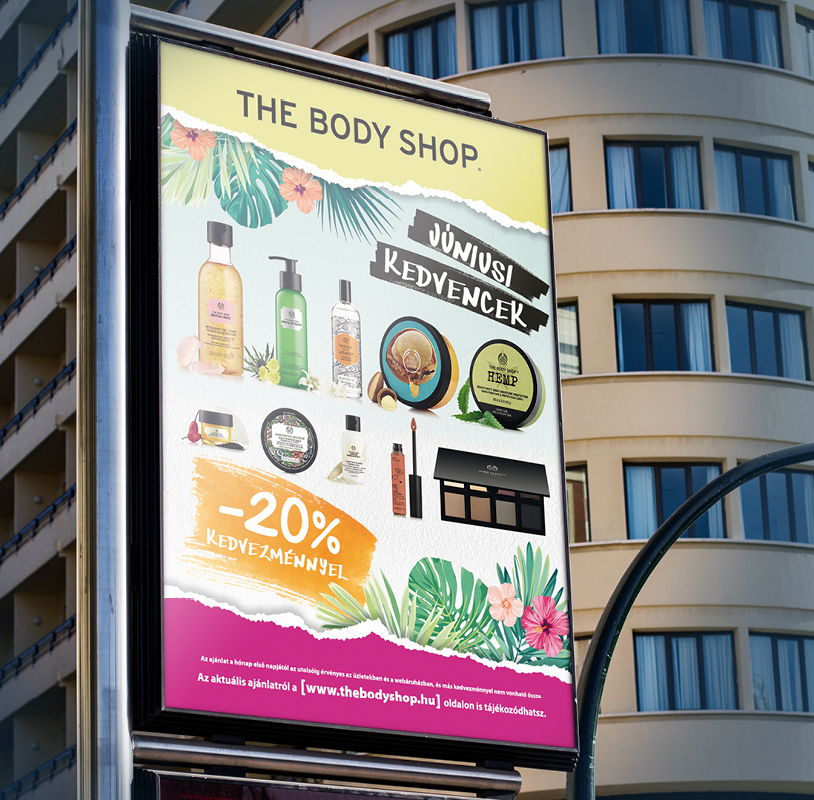 THE BODY SHOP
JÚNIUSI
KEDVENCEK
THE BODY SHOP
HEMP
-20%
KEDVEZMÉNNYEL
Az ajánlat a hónap első napjától az utolsóig érvényes az üzletekben és a webáruházban, és más kedvezménnyel nem vonható össze.
Az aktuális ajánlatról a [www.thebodyshop.hu] oldalon is tájékozódhatsz.